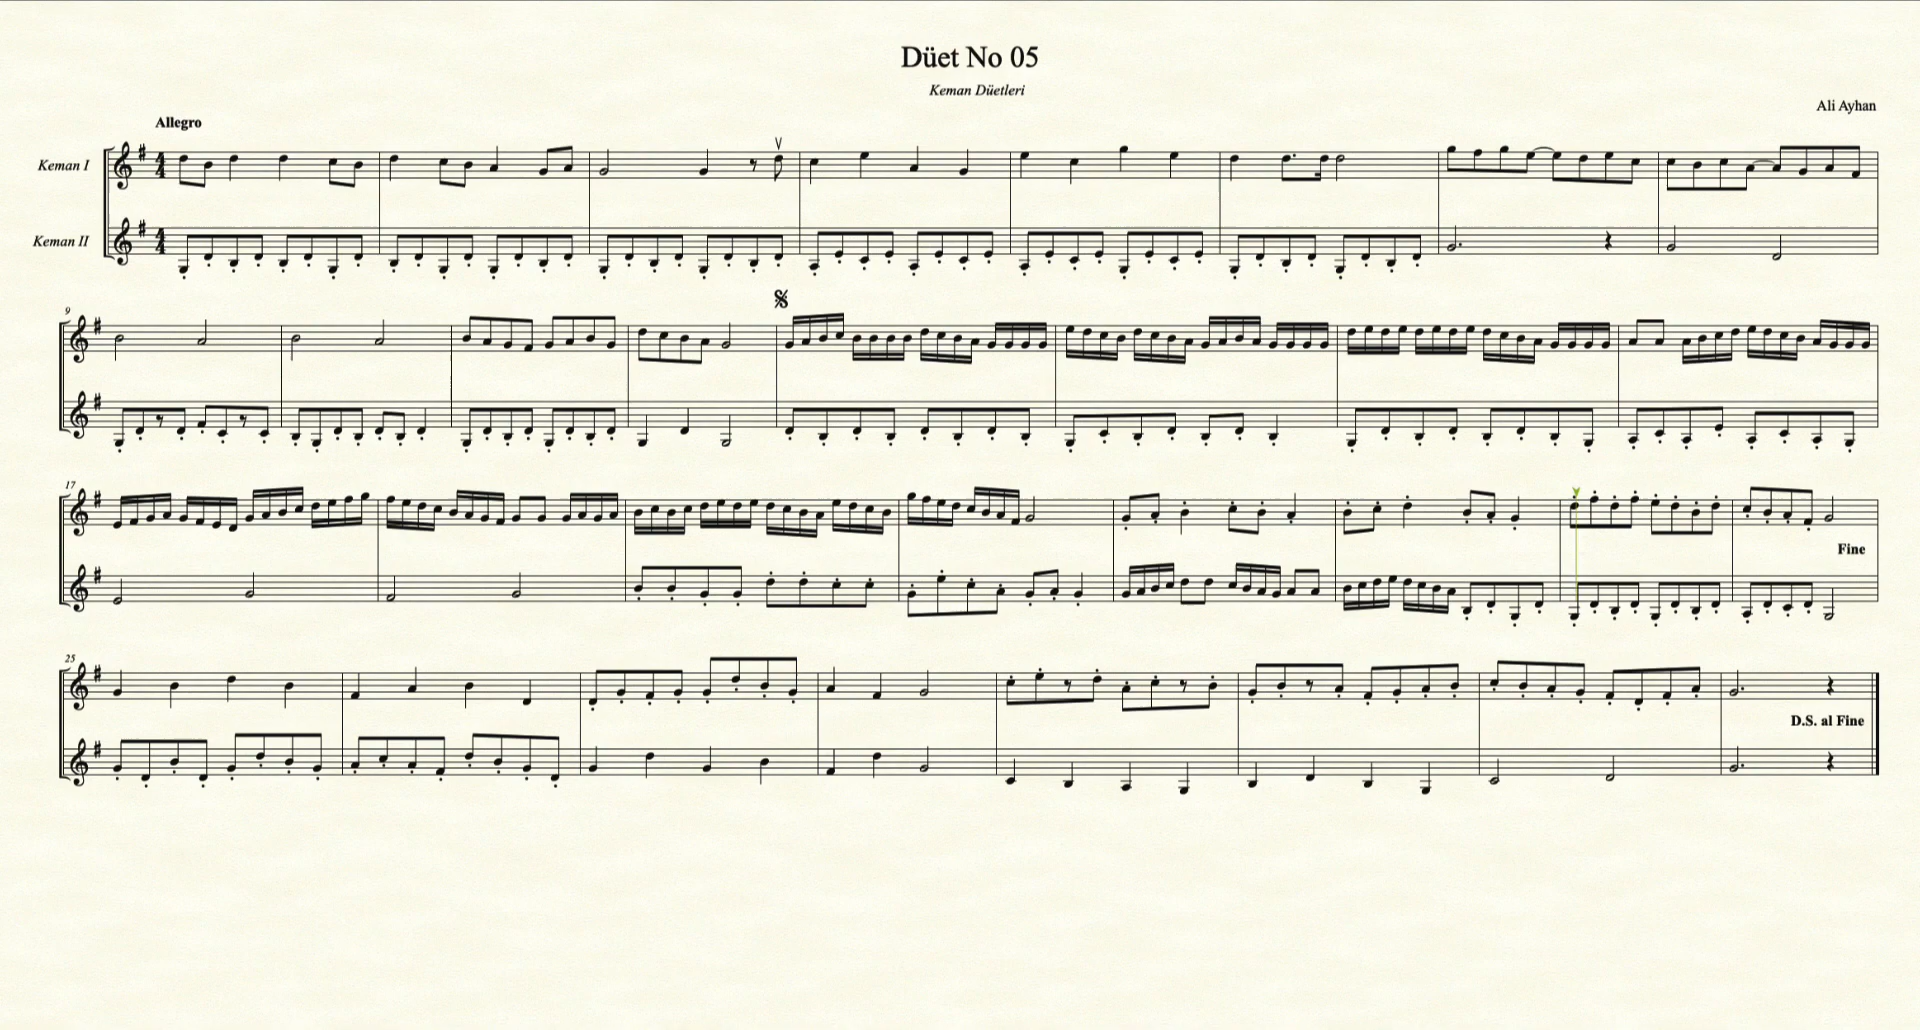 Düet No 05
Keman Düetleri
Ali Ayhan
Allegro
Keman I
Keman II
9
17
Fine
25
D.S. al Fine